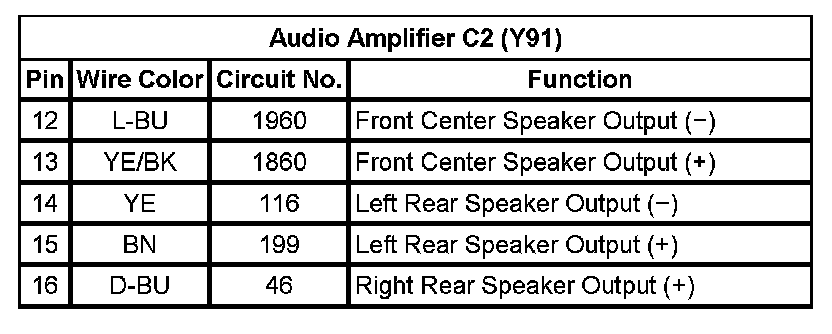 Audio Amplifier C2 (Y91)
Pin Wire Color Circuit No. Function
12 L-BU 1960 Front Center Speaker Output (−)
13 YE/BK 1860 Front Center Speaker Output (+)
14 YE 116 Left Rear Speaker Output (−)
15 BN 199 Left Rear Speaker Output (+)
16 D-BU 46 Right Rear Speaker Output (+)